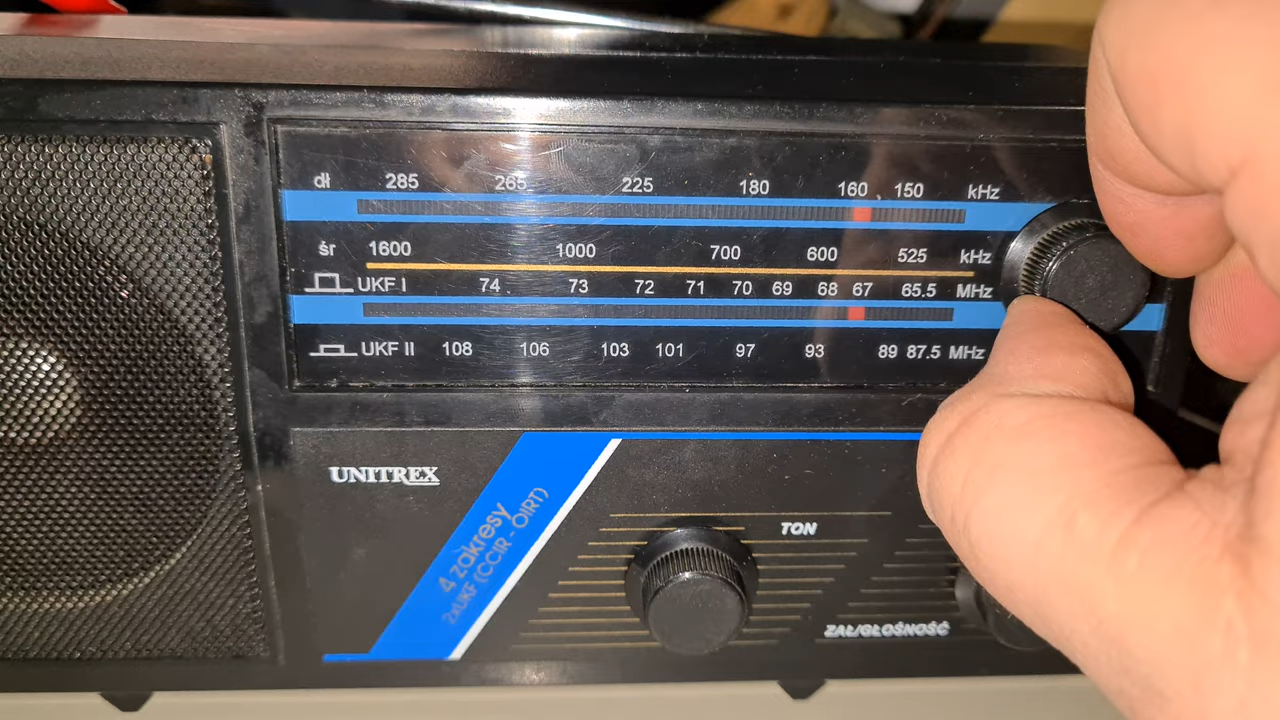 dł 285 265 225 180 160 150 kHz
śr 1600 1000 700 600 525 kHz
UKF I 74 73 72 71 70 69 68 67 65.5 MHz
UKF II 108 106 103 101 97 93 89 87.5 MHz
UNITREX
4 zakresy
2xUKF (CCIR - OIRT)
TON
ZAŁ/GŁOŚNOŚĆ